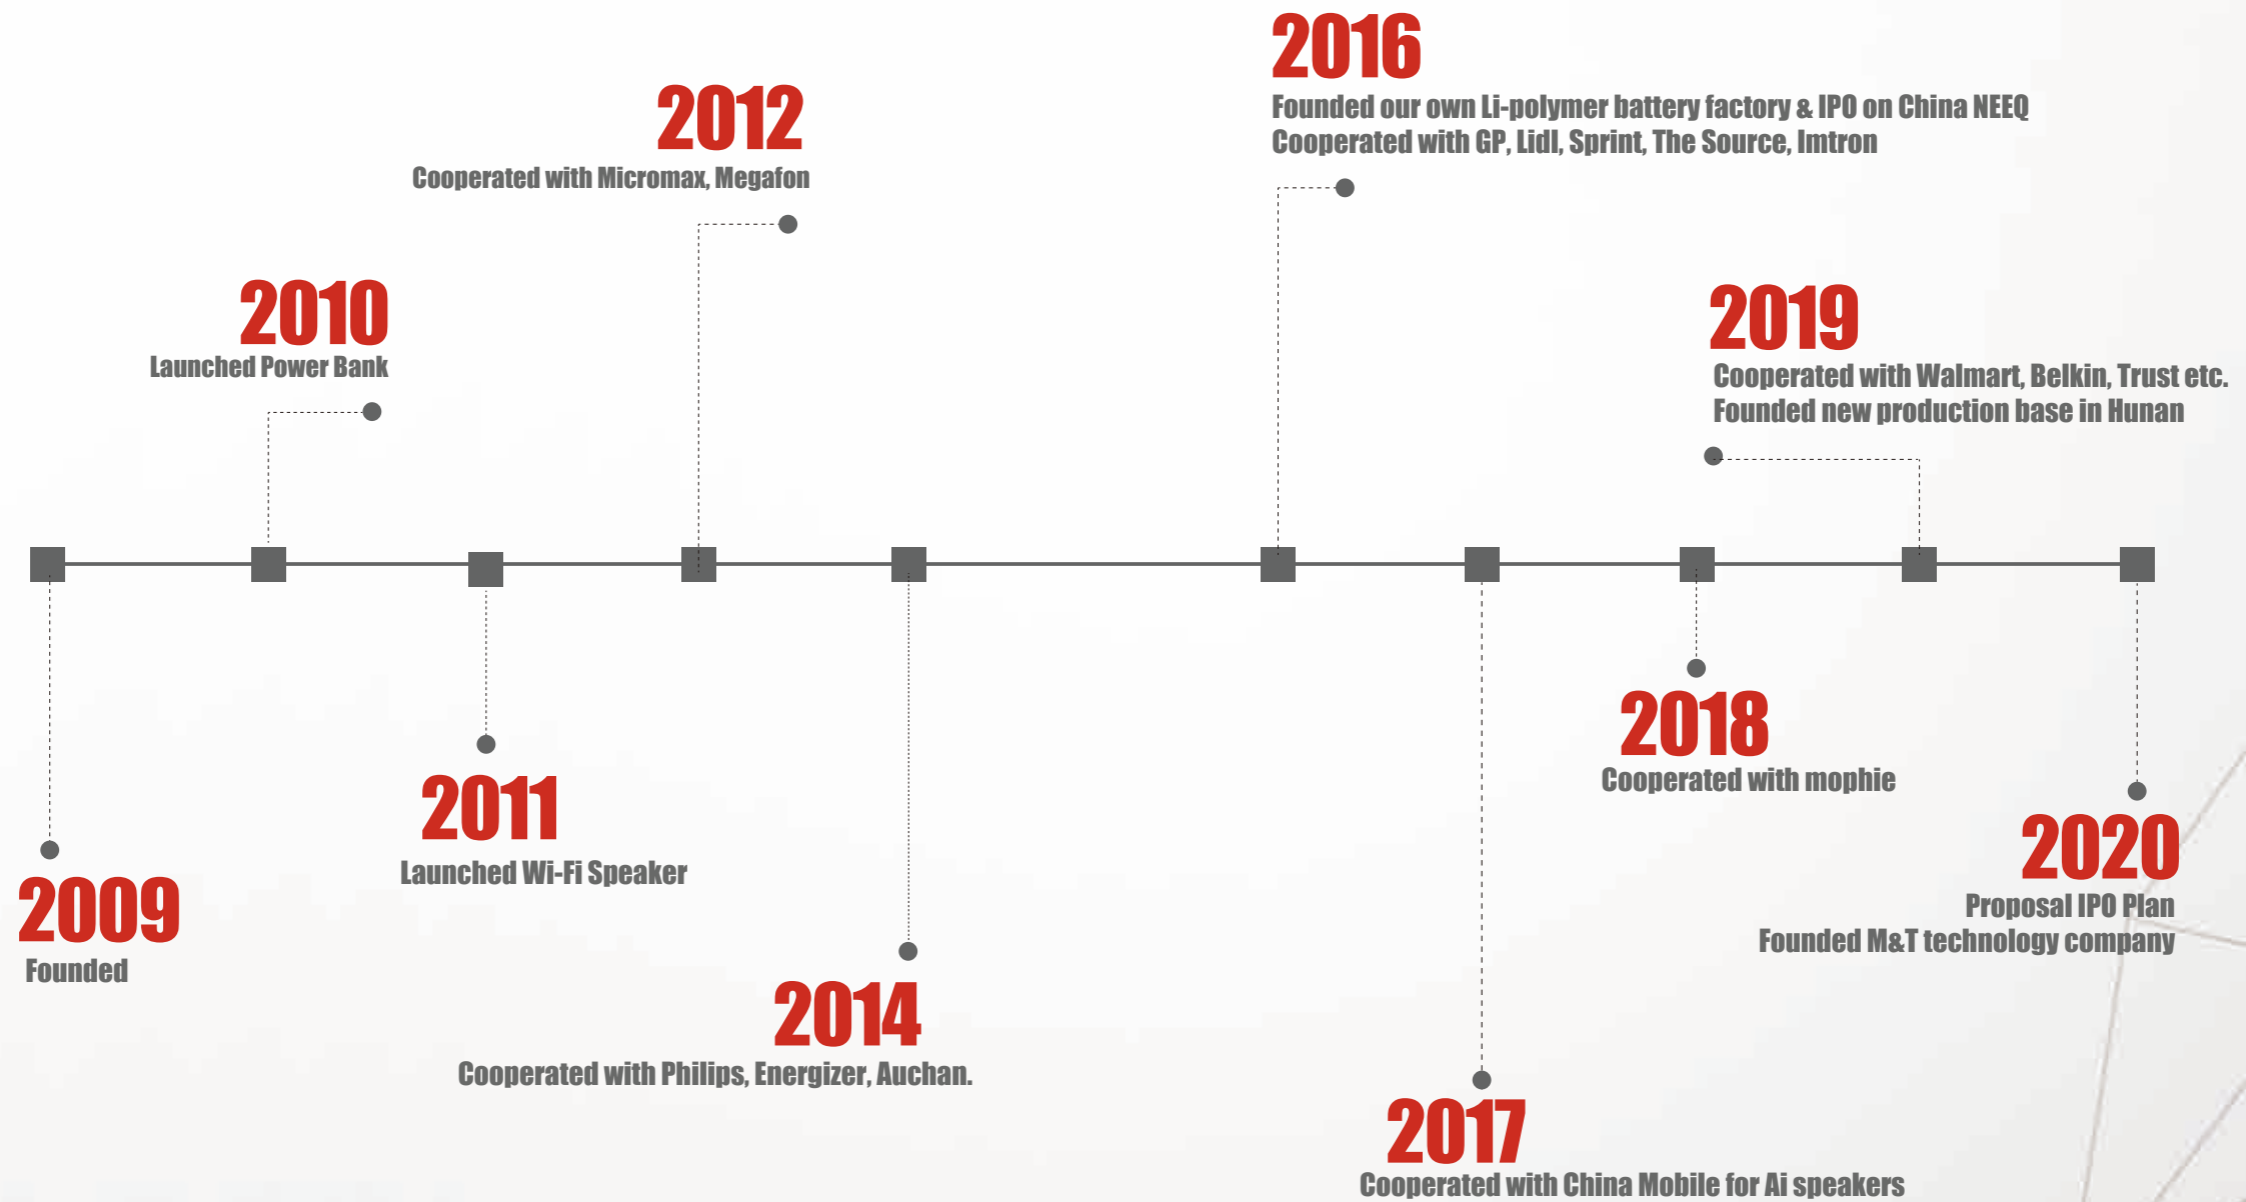 2009
Founded
2010
Launched Power Bank
2011
Launched Wi-Fi Speaker
2012
Cooperated with Micromax, Megafon
2014
Cooperated with Philips, Energizer, Auchan.
2016
Founded our own Li-polymer battery factory & IPO on China NEEQ
Cooperated with GP, Lidl, Sprint, The Source, Imtron
2017
Cooperated with China Mobile for Ai speakers
2018
Cooperated with mophie
2019
Cooperated with Walmart, Belkin, Trust etc.
Founded new production base in Hunan
2020
Proposal IPO Plan
Founded M&T technology company